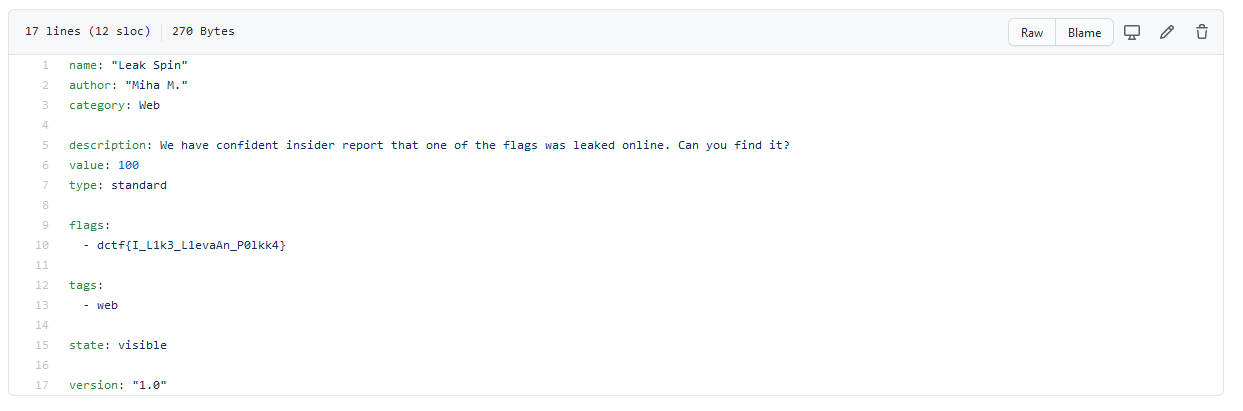 17 lines (12 sloc) 270 Bytes Raw Blame
1 name: "Leak Spin"
2 author: "Miha M."
3 category: Web
4
5 description: We have confident insider report that one of the flags was leaked online. Can you find it?
6 value: 100
7 type: standard
8
9 flags:
10 - dctf{I_L1k3_L1evaAn_P0lkk4}
11
12 tags:
13 - web
14
15 state: visible
16
17 version: "1.0"